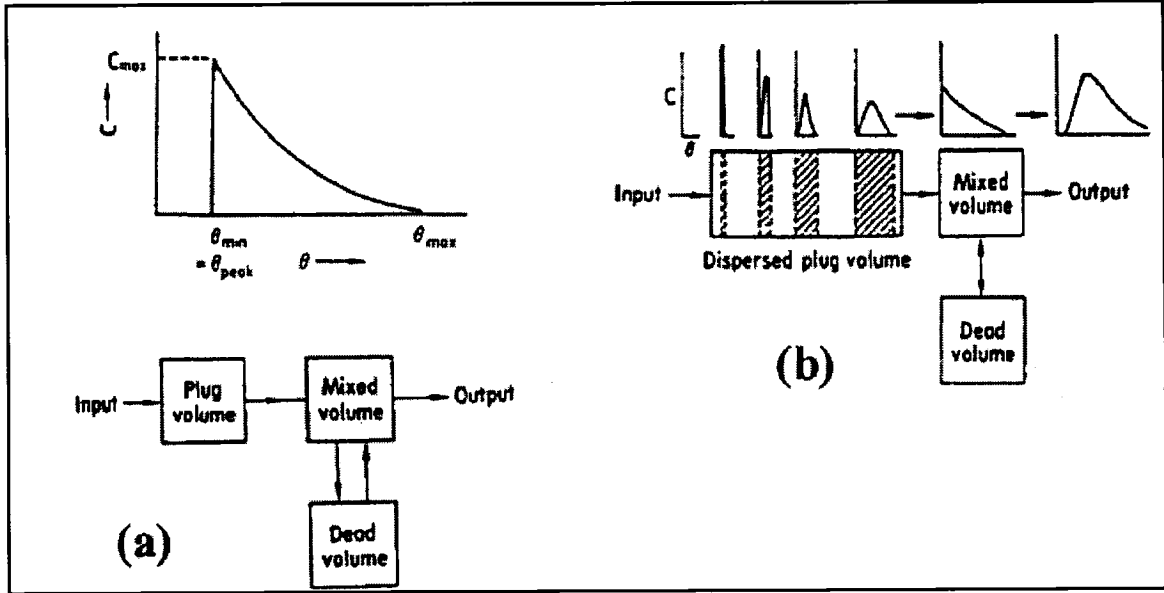 Cmax
C
θmin
= θpeak
θ
θmax
Input
Plug
volume
Mixed
volume
Output
Dead
volume
(a)
C
θ
Input
Dispersed plug volume
Mixed
volume
Output
Dead
volume
(b)